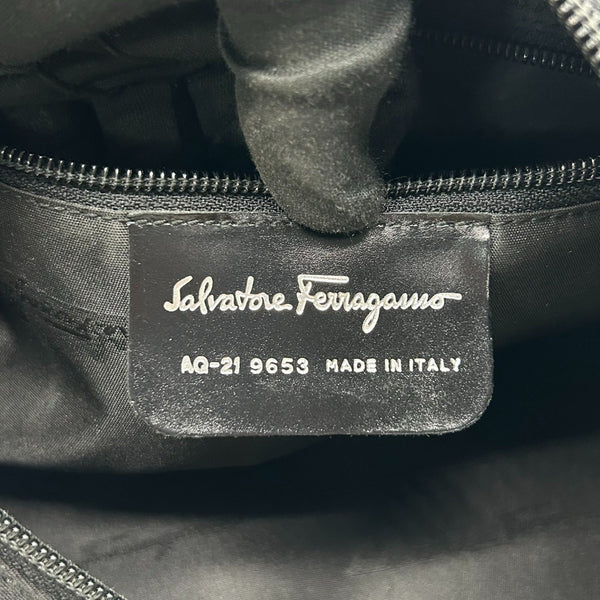 Salvatore Ferragamo
AQ-21 9653 MADE IN ITALY